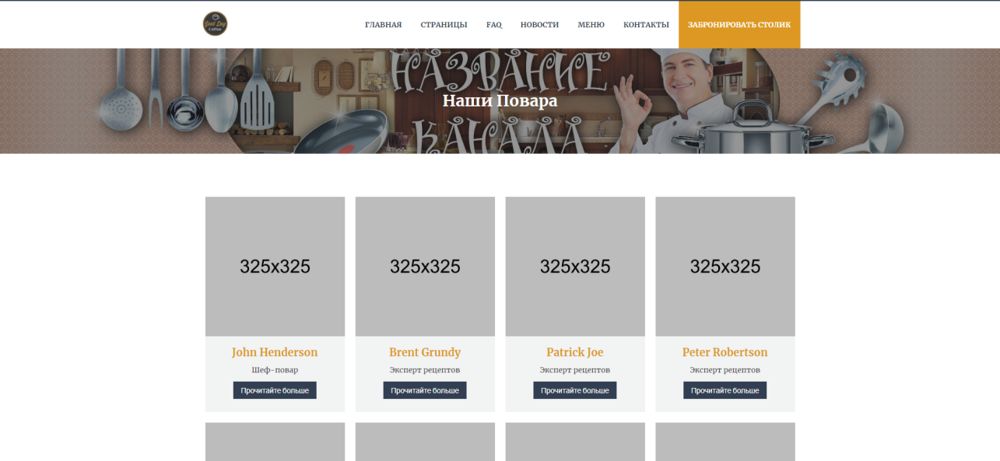 Good Day
Coffee
ГЛАВНАЯ СТРАНИЦЫ FAQ НОВОСТИ МЕНЮ КОНТАКТЫ ЗАБРОНИРОВАТЬ СТОЛИК
НАЗВАНИЕ
Наши Повара
КАНАЛА
325x325 325x325 325x325 325x325
John Henderson Brent Grundy Patrick Joe Peter Robertson
Шеф-повар Эксперт рецептов Эксперт рецептов Эксперт рецептов
Прочитайте больше Прочитайте больше Прочитайте больше Прочитайте больше